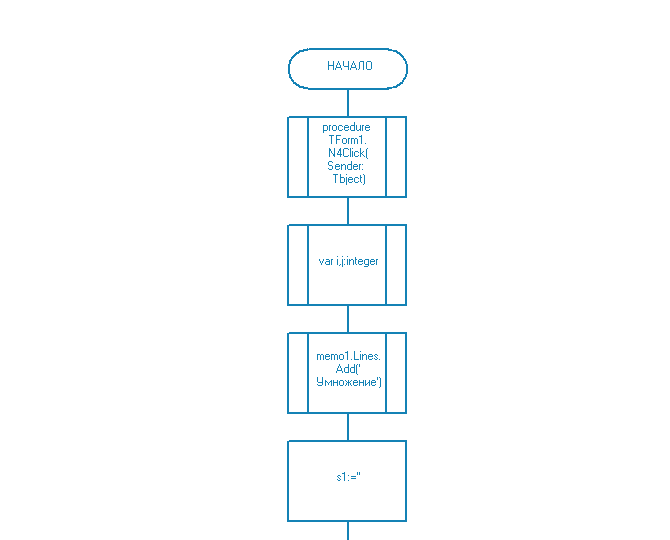 НАЧАЛО
procedure
TForm1.
N4Click(
Sender:
Tbject)
var i,j:integer
memo1.Lines.
Add('
Умножение')
s1:=''